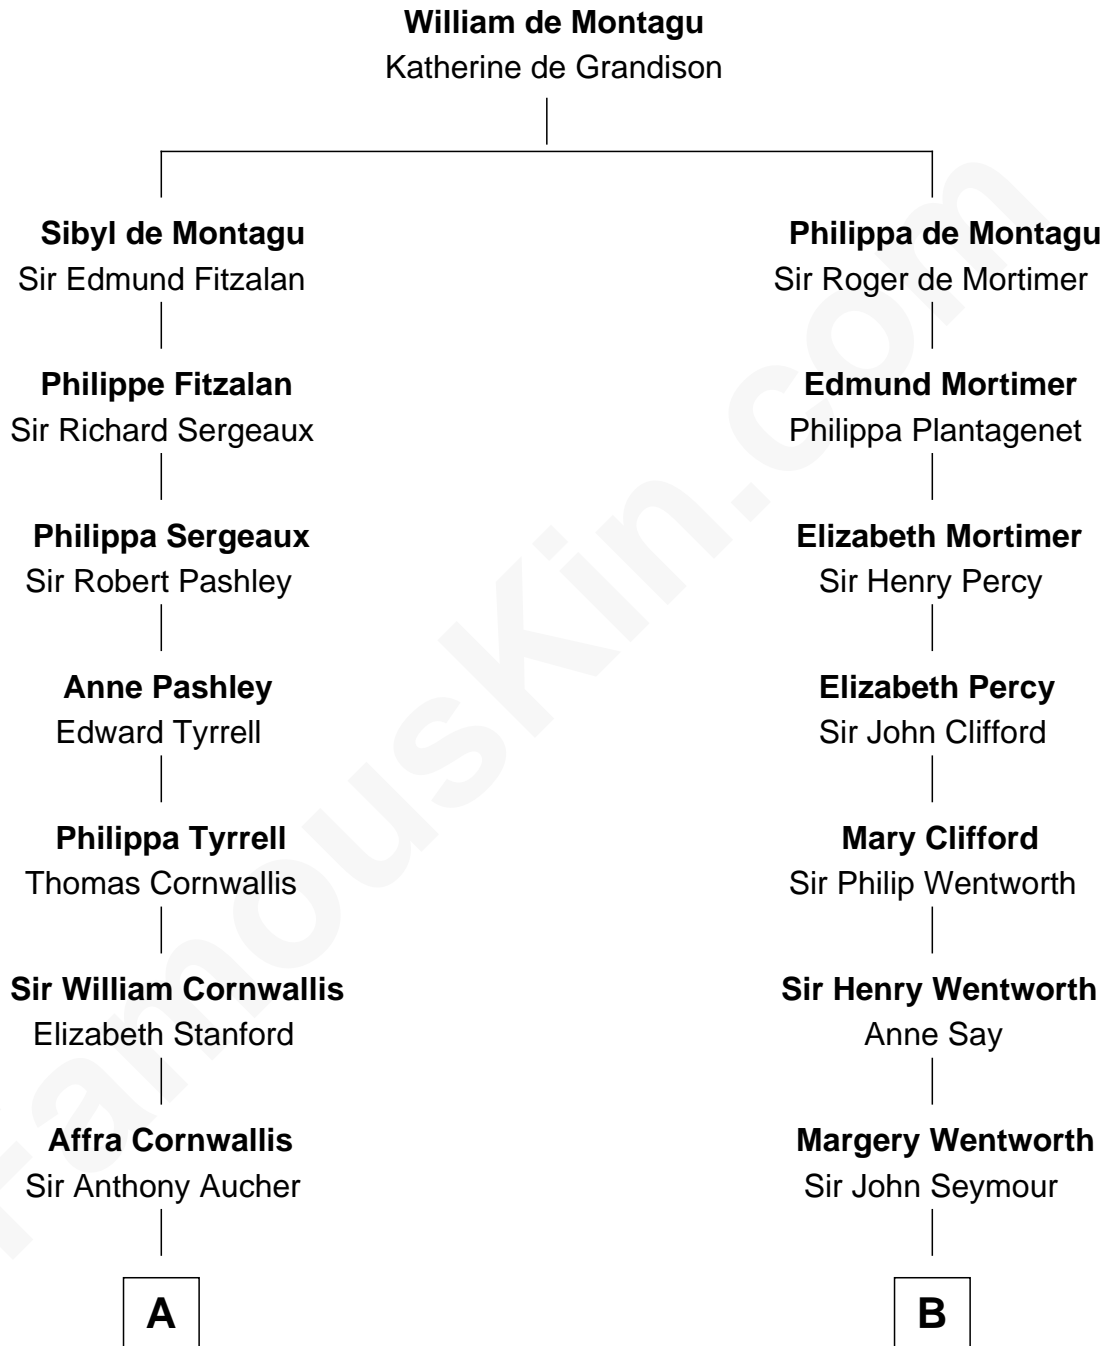 William de Montagu
Katherine de Grandison
Sibyl de Montagu
Sir Edmund Fitzalan
Philippa de Montagu
Sir Roger de Mortimer
Philippe Fitzalan
Sir Richard Sergeaux
Edmund Mortimer
Philippa Plantagenet
Philippa Sergeaux
Sir Robert Pashley
Elizabeth Mortimer
Sir Henry Percy
Anne Pashley
Edward Tyrrell
Elizabeth Percy
Sir John Clifford
Philippa Tyrrell
Thomas Cornwallis
Mary Clifford
Sir Philip Wentworth
Sir William Cornwallis
Elizabeth Stanford
Sir Henry Wentworth
Anne Say
Affra Cornwallis
Sir Anthony Aucher
Margery Wentworth
Sir John Seymour
A
B
FamousKin.com